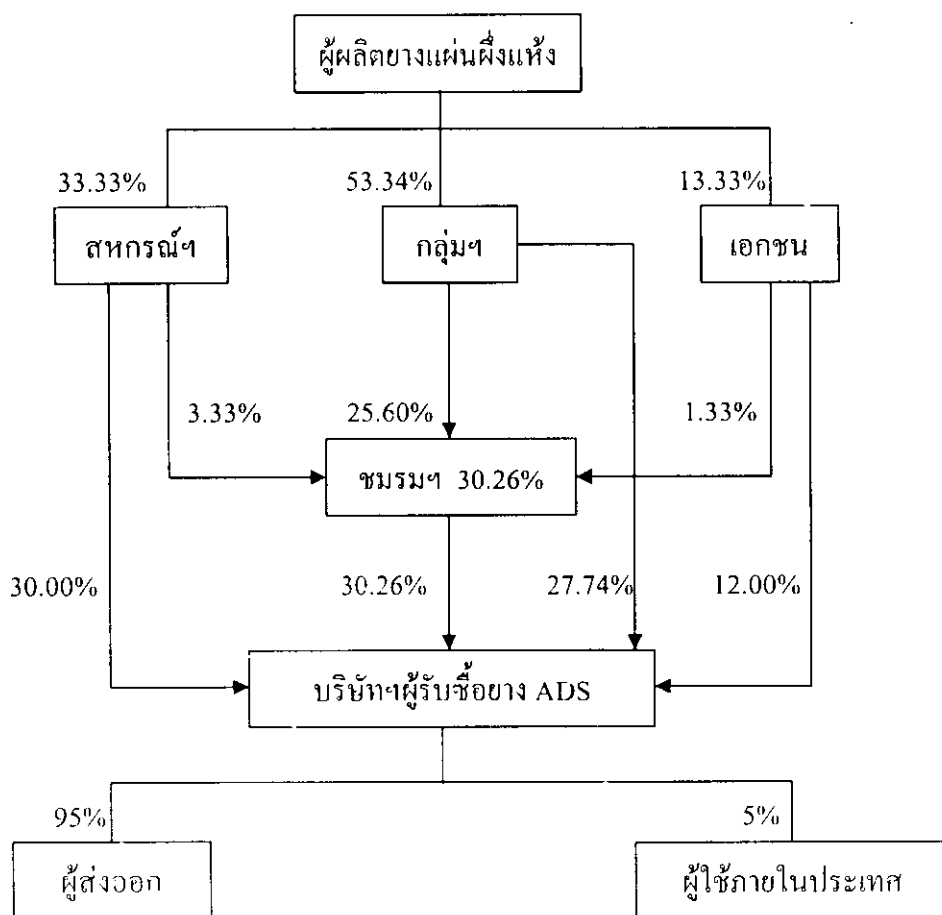 ผู้ผลิตยางแผ่นผึ่งแห้ง
33.33% 53.34% 13.33%
สหกรณ์ฯ กลุ่มฯ เอกชน
3.33% 25.60% 1.33%
ชมรมฯ 30.26%
30.00% 30.26% 27.74% 12.00%
บริษัทฯผู้รับซื้อยาง ADS
95% 5%
ผู้ส่งออก ผู้ใช้ภายในประเทศ